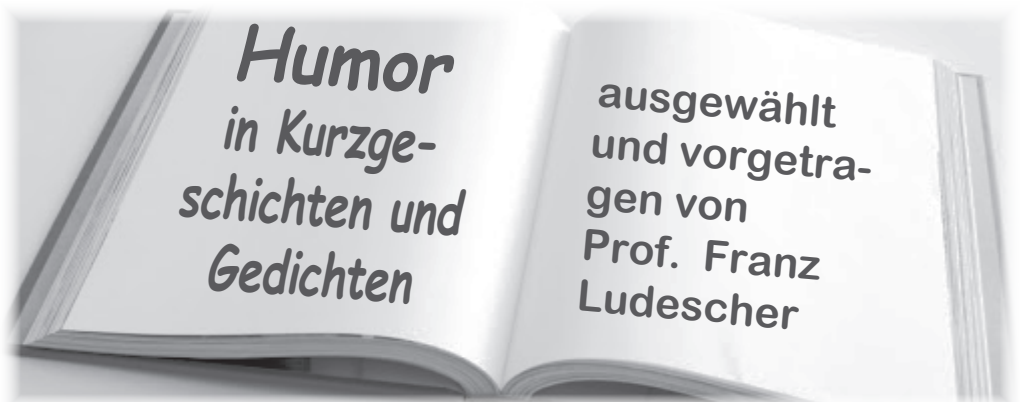 Humor
in Kurzge-
schichten und
Gedichten
ausgewählt
und vorgetra-
gen von
Prof. Franz
Ludescher